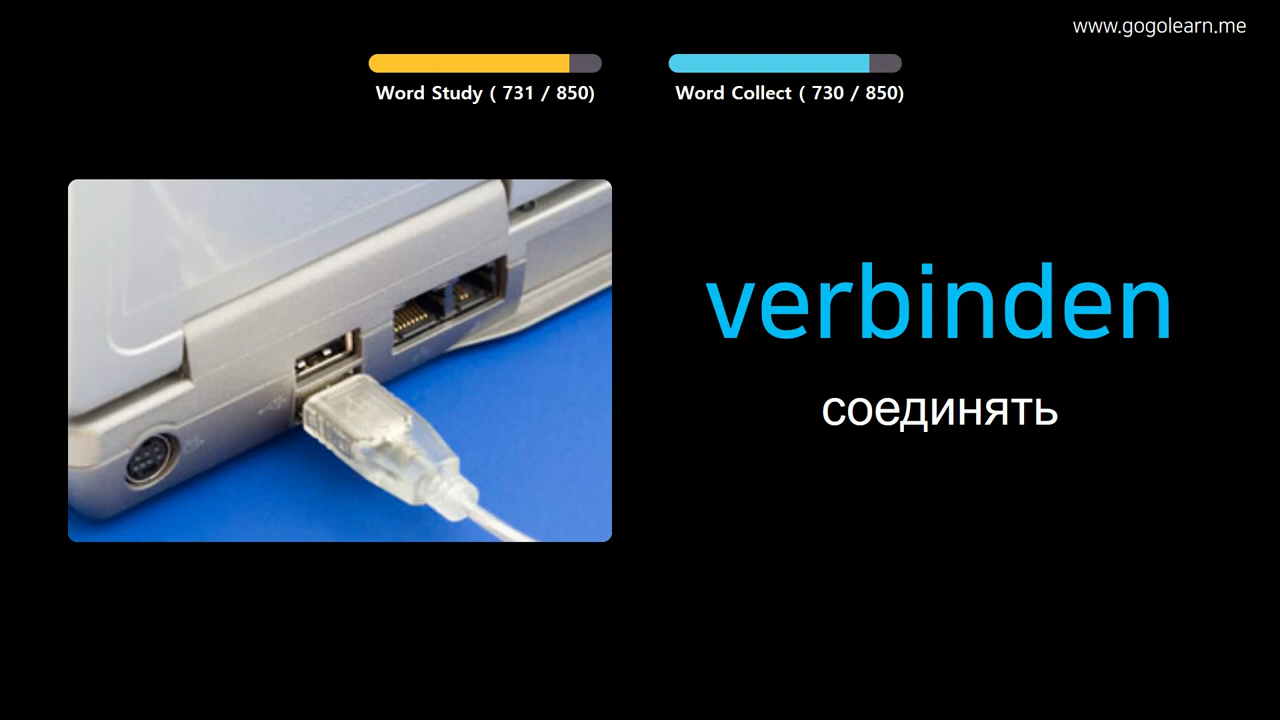 www.gogolearn.me
Word Study ( 731 / 850)
Word Collect ( 730 / 850)
verbinden
соединять